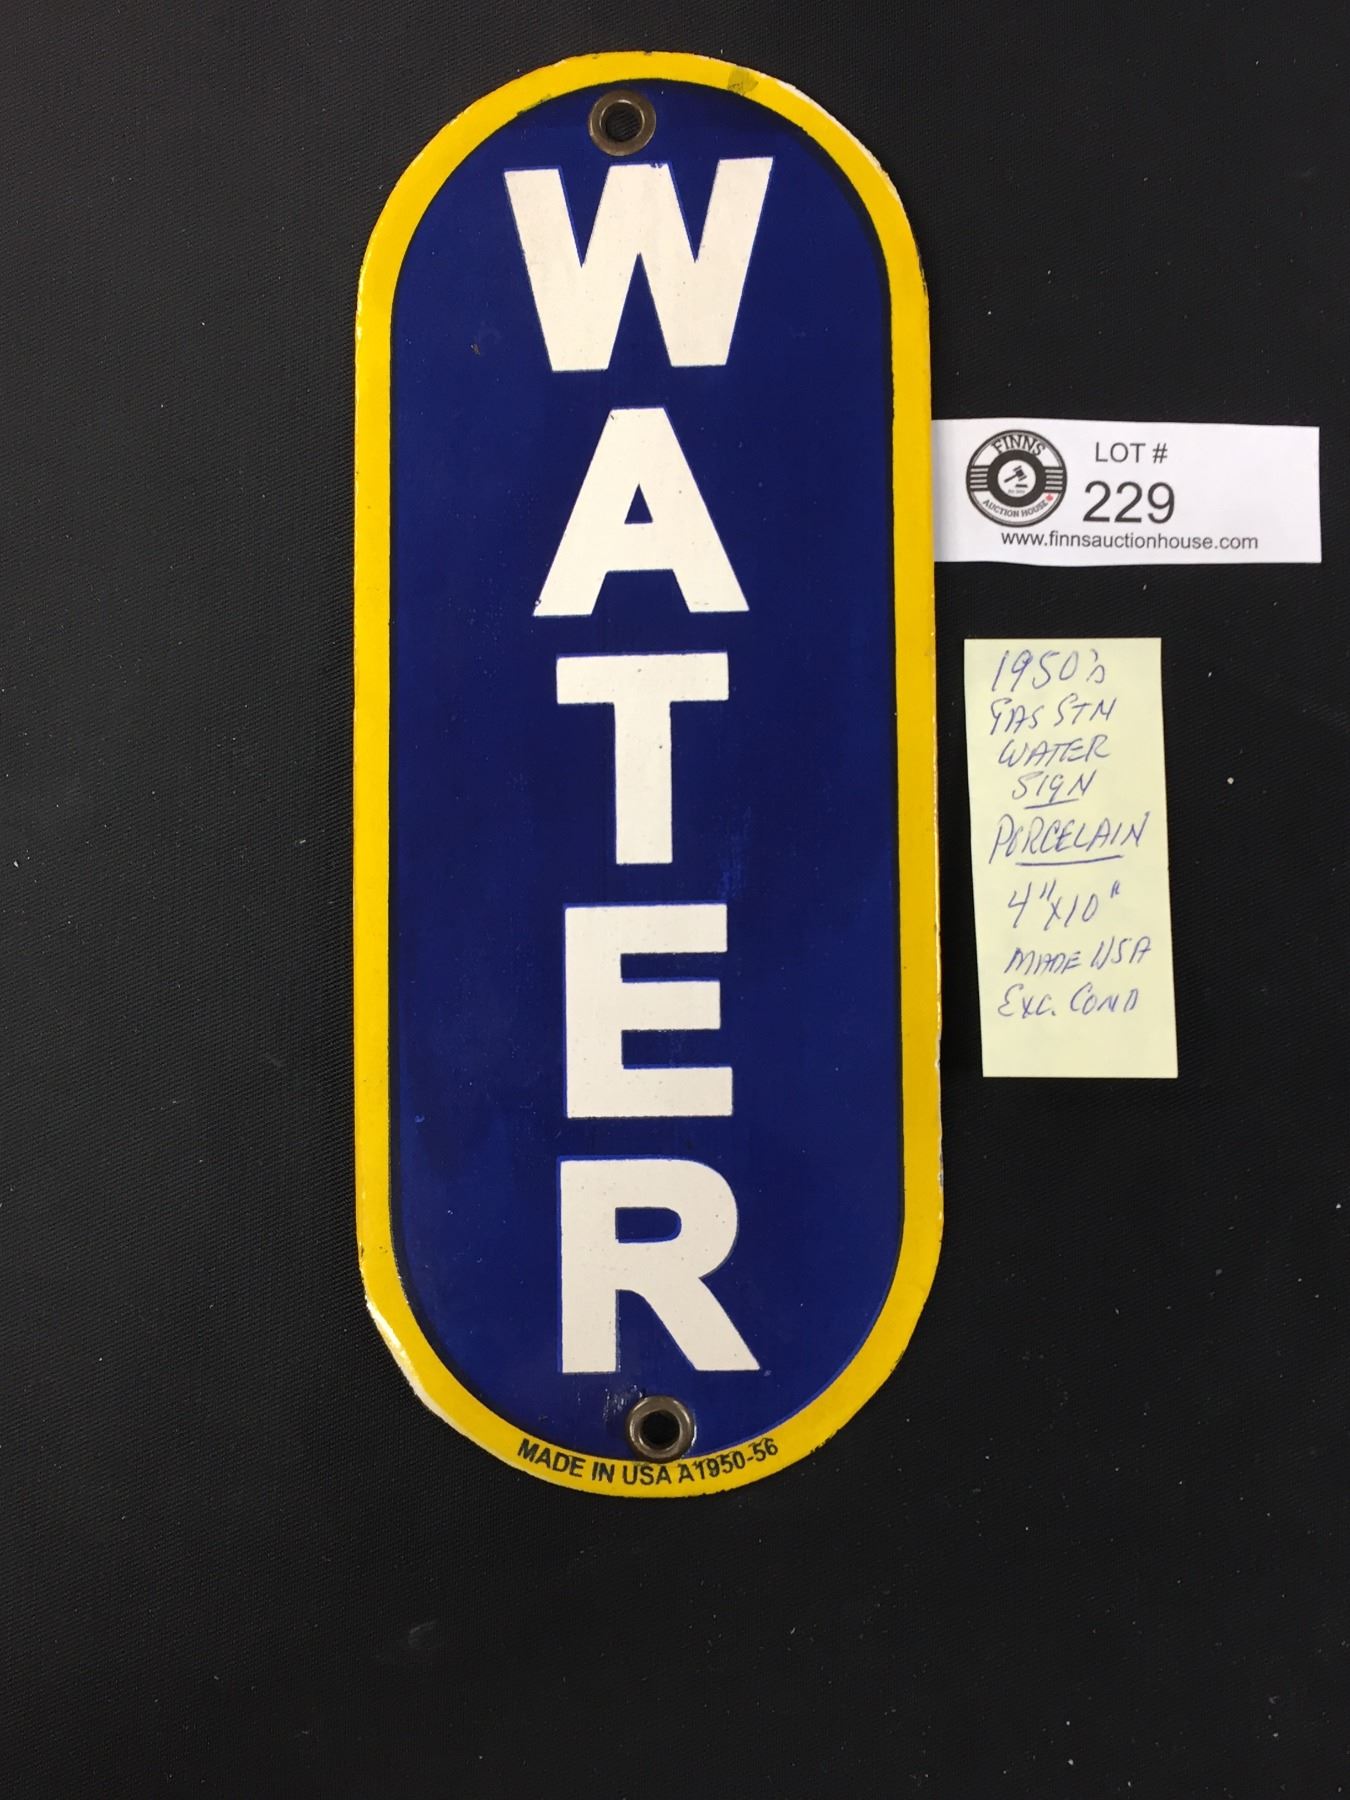 W
A
T
E
R
MADE IN USA A1950-56
FINNS
AUCTION HOUSE
LOT #
229
www.finnsauctionhouse.com
1950's
GAS STN
WATER
SIGN
PORCELAIN
4"x10"
MADE USA
EXC. COND